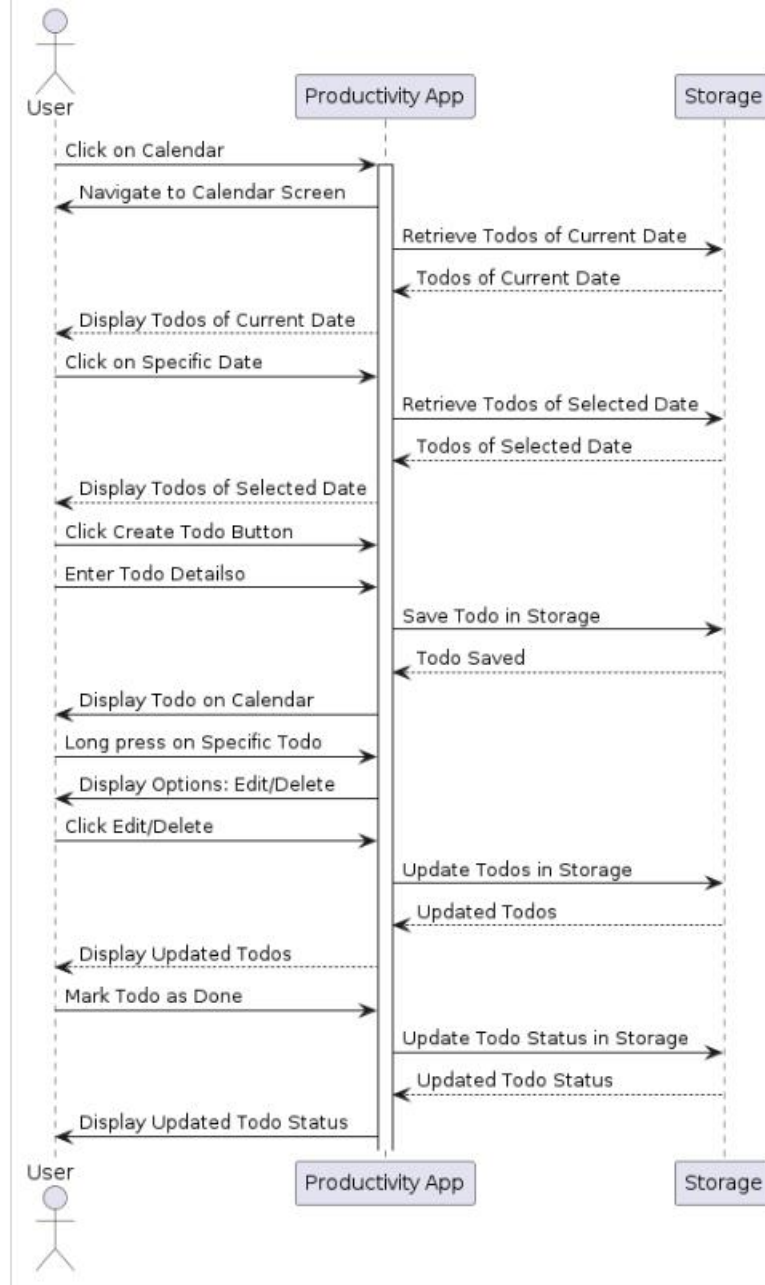 User
Productivity App
Storage
Click on Calendar
Navigate to Calendar Screen
Retrieve Todos of Current Date
Todos of Current Date
Display Todos of Current Date
Click on Specific Date
Retrieve Todos of Selected Date
Todos of Selected Date
Display Todos of Selected Date
Click Create Todo Button
Enter Todo Detailso
Save Todo in Storage
Todo Saved
Display Todo on Calendar
Long press on Specific Todo
Display Options: Edit/Delete
Click Edit/Delete
Update Todos in Storage
Updated Todos
Display Updated Todos
Mark Todo as Done
Update Todo Status in Storage
Updated Todo Status
Display Updated Todo Status
User
Productivity App
Storage